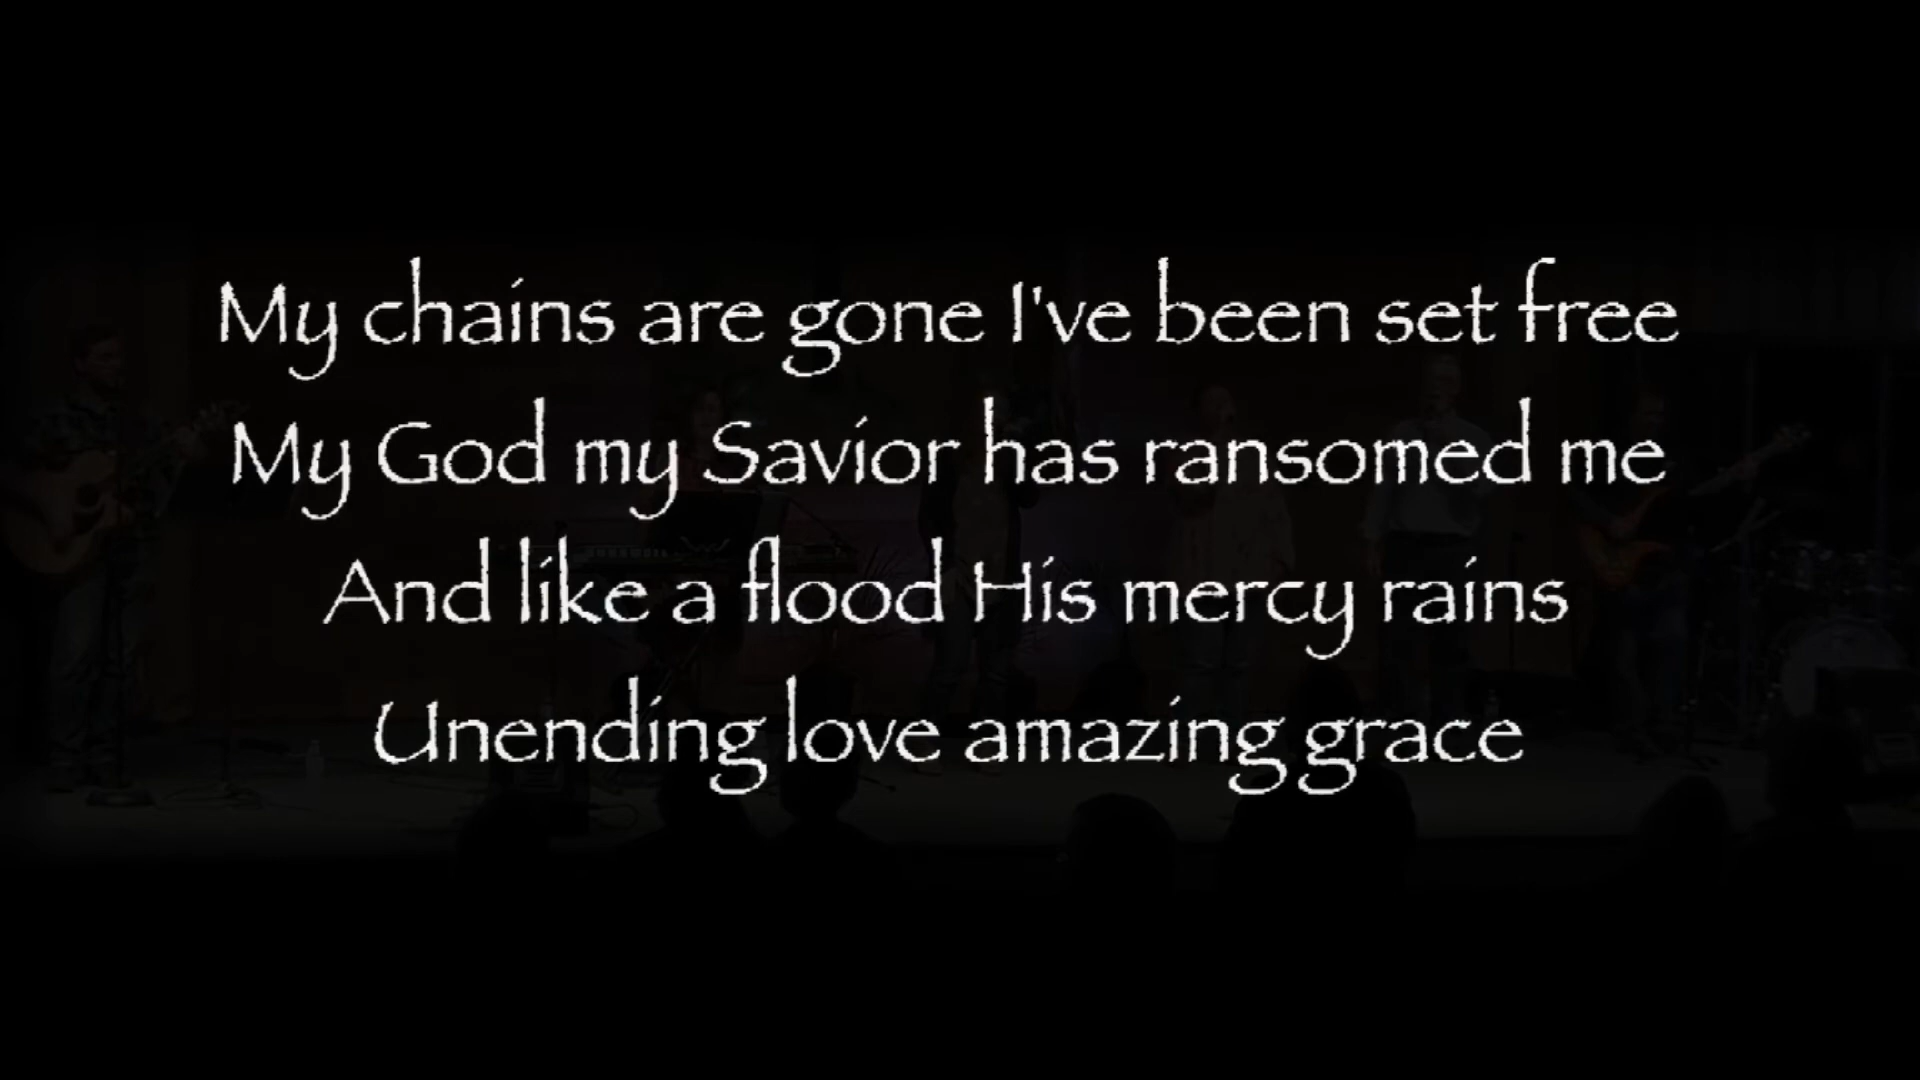 My chains are gone I've been set free
My God my Savior has ransomed me
And like a flood His mercy rains
Unending love amazing grace